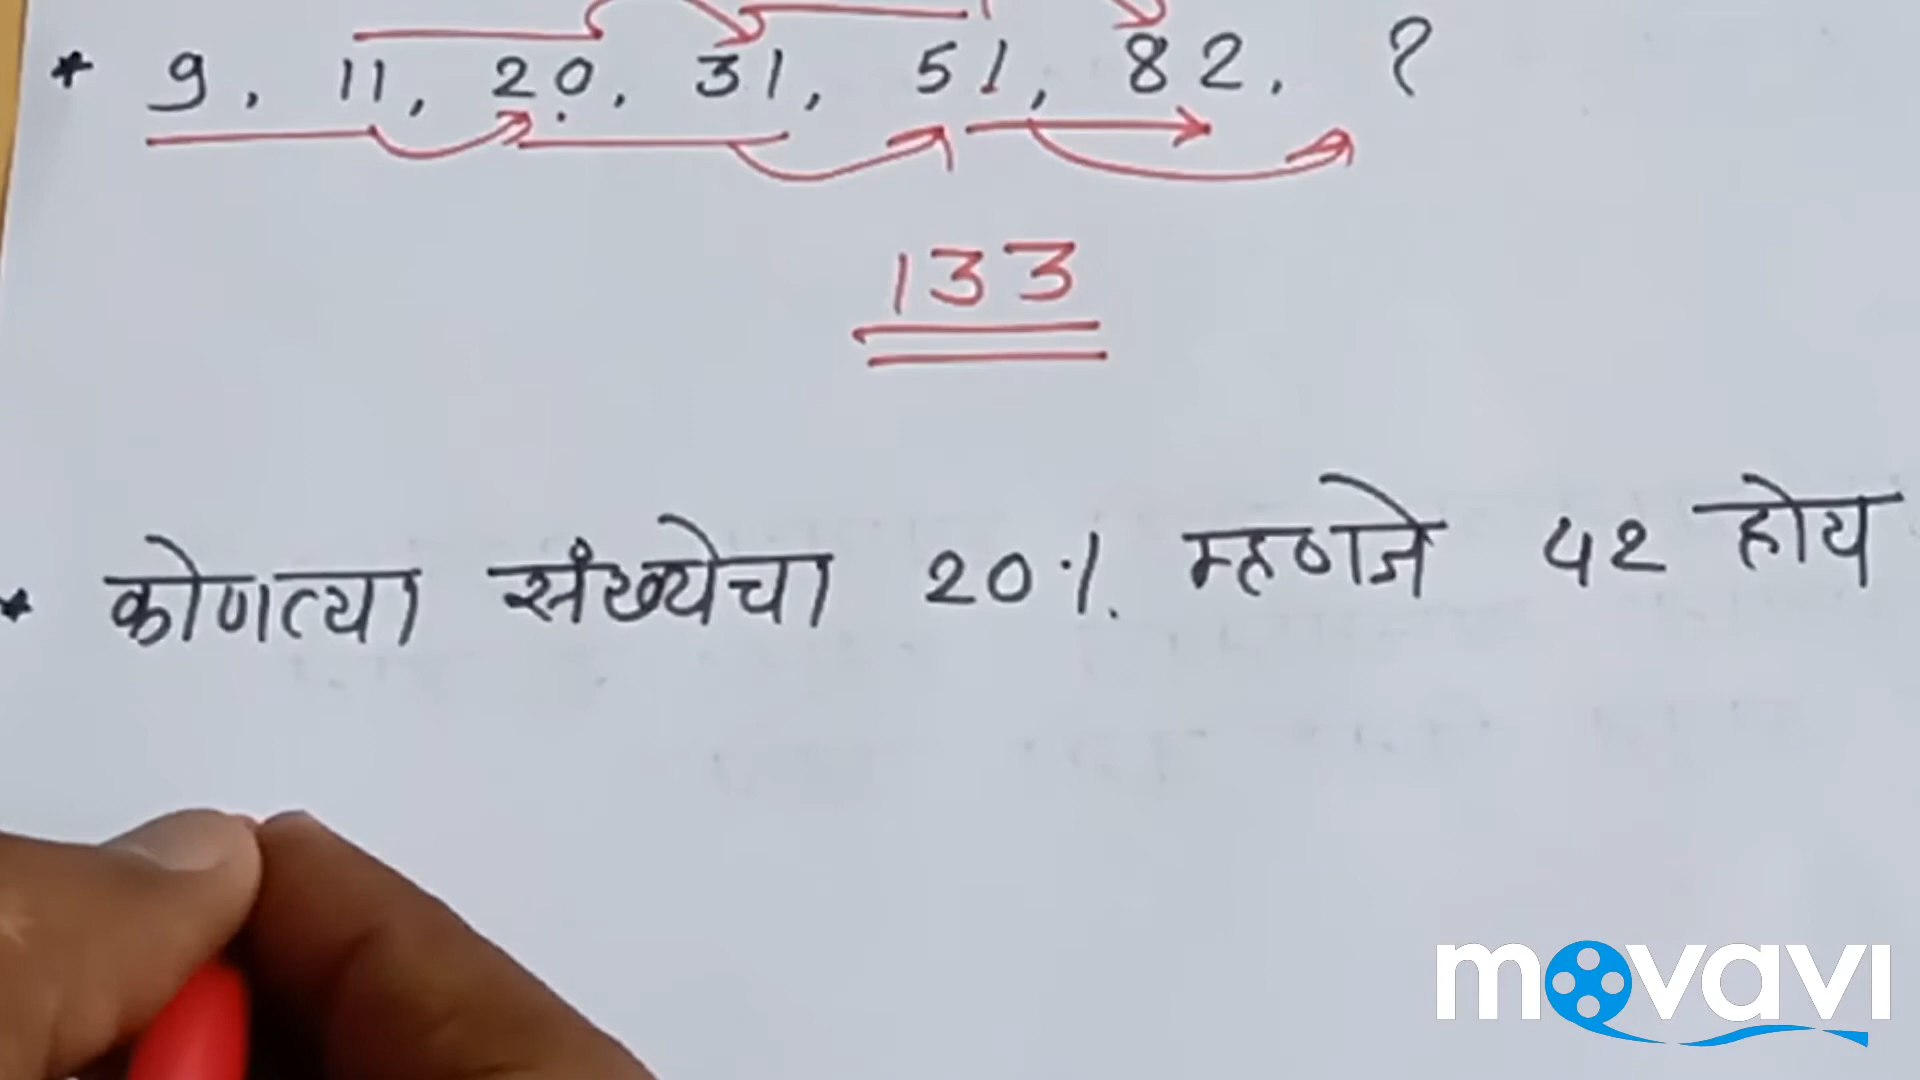 * 9, 11, 20, 31, 51, 82, ?
133
* कोणत्या संख्येचा 20%. म्हणजे 42 होय
movavi